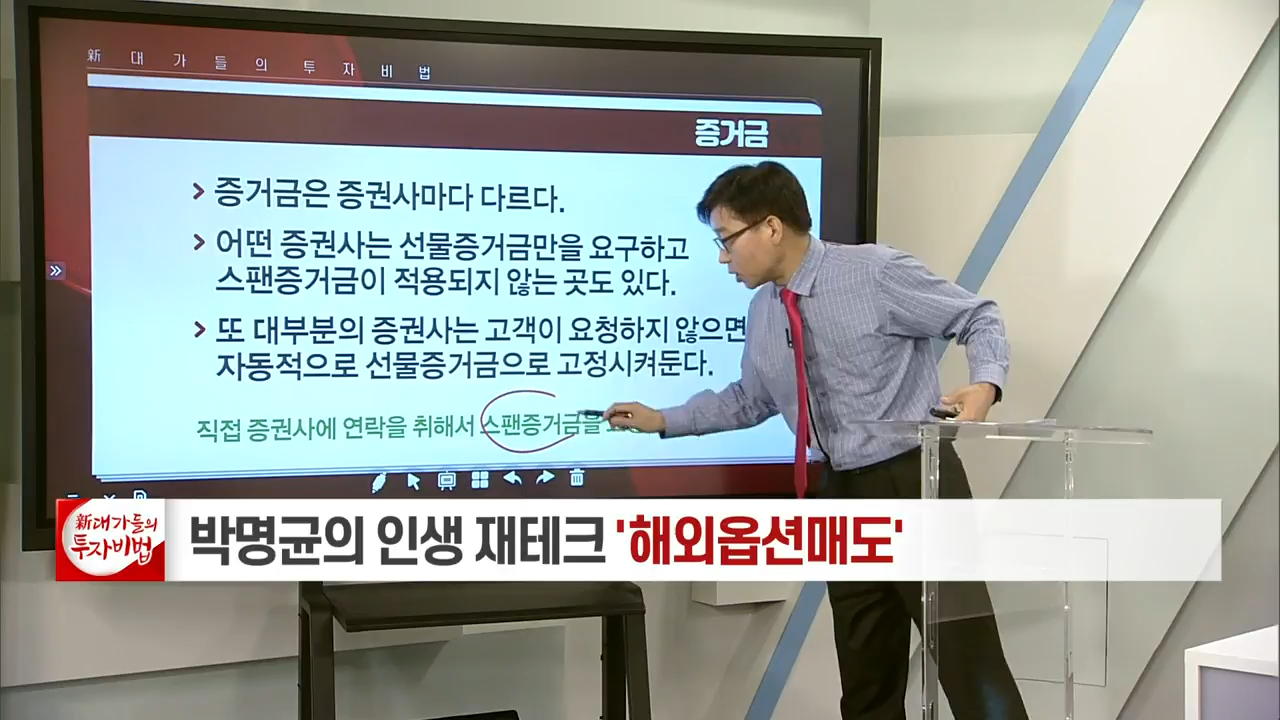 新 대 가 들 의 투 자 비 법
증거금
> 증거금은 증권사마다 다르다.
> 어떤 증권사는 선물증거금만을 요구하고
스팬증거금이 적용되지 않는 곳도 있다.
> 또 대부분의 증권사는 고객이 요청하지 않으면
자동적으로 선물증거금으로 고정시켜둔다.
직접 증권사에 연락을 취해서 스팬증거금을
新대가들의
투자비법
박명균의 인생 재테크 '해외옵션매도'